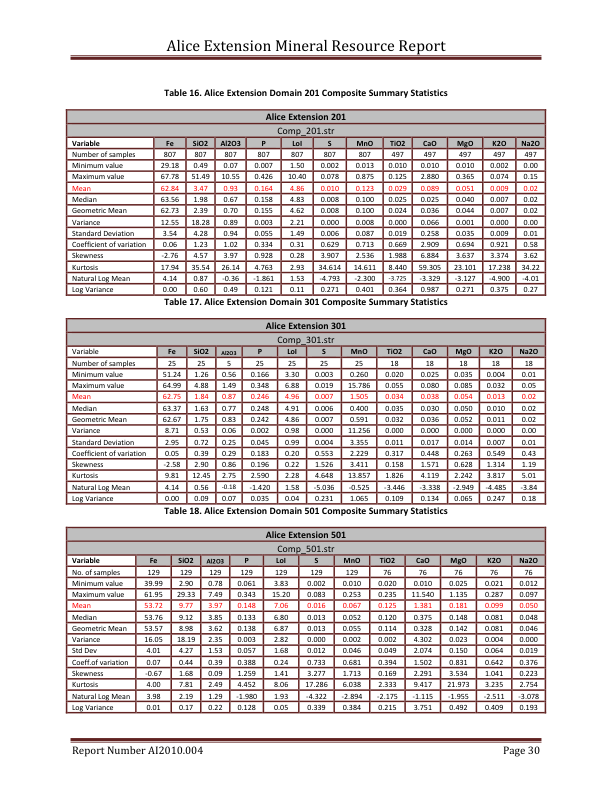 Alice Extension Mineral Resource Report
Table 16. Alice Extension Domain 201 Composite Summary Statistics
Alice Extension 201
Comp_201.str
Variable Fe SiO2 Al2O3 P LoI S MnO TiO2 CaO MgO K2O Na2O
Number of samples 807 807 807 807 807 807 807 497 497 497 497 497
Minimum value 29.18 0.49 0.07 0.007 1.50 0.002 0.013 0.010 0.010 0.010 0.002 0.00
Maximum value 67.78 51.49 10.55 0.426 10.40 0.078 0.875 0.125 2.880 0.365 0.074 0.15
Mean 62.84 3.47 0.93 0.164 4.86 0.010 0.123 0.029 0.089 0.051 0.009 0.02
Median 63.56 1.98 0.67 0.158 4.83 0.008 0.100 0.025 0.025 0.040 0.007 0.02
Geometric Mean 62.73 2.39 0.70 0.155 4.62 0.008 0.100 0.024 0.036 0.044 0.007 0.02
Variance 12.55 18.28 0.89 0.003 2.21 0.000 0.008 0.000 0.066 0.001 0.000 0.00
Standard Deviation 3.54 4.28 0.94 0.055 1.49 0.006 0.087 0.019 0.258 0.035 0.009 0.01
Coefficient of variation 0.06 1.23 1.02 0.334 0.31 0.629 0.713 0.669 2.909 0.694 0.921 0.58
Skewness -2.76 4.57 3.97 0.928 0.28 3.907 2.536 1.988 6.884 3.637 3.374 3.62
Kurtosis 17.94 35.54 26.14 4.763 2.93 34.614 14.611 8.440 59.305 23.101 17.238 34.22
Natural Log Mean 4.14 0.87 -0.36 -1.861 1.53 -4.793 -2.300 -3.725 -3.329 -3.127 -4.900 -4.01
Log Variance 0.00 0.60 0.49 0.121 0.11 0.271 0.401 0.364 0.987 0.271 0.375 0.27
Table 17. Alice Extension Domain 301 Composite Summary Statistics
Alice Extension 301
Comp_301.str
Variable Fe SiO2 Al2O3 P LoI S MnO TiO2 CaO MgO K2O Na2O
Number of samples 25 25 5 25 25 25 25 18 18 18 18 18
Minimum value 51.24 1.26 0.56 0.166 3.30 0.003 0.260 0.020 0.025 0.035 0.004 0.01
Maximum value 64.99 4.88 1.49 0.348 6.88 0.019 15.786 0.055 0.080 0.085 0.032 0.05
Mean 62.75 1.84 0.87 0.246 4.96 0.007 1.505 0.034 0.038 0.054 0.013 0.02
Median 63.37 1.63 0.77 0.248 4.91 0.006 0.400 0.035 0.030 0.050 0.010 0.02
Geometric Mean 62.67 1.75 0.83 0.242 4.86 0.007 0.591 0.032 0.036 0.052 0.011 0.02
Variance 8.71 0.53 0.06 0.002 0.98 0.000 11.256 0.000 0.000 0.000 0.000 0.00
Standard Deviation 2.95 0.72 0.25 0.045 0.99 0.004 3.355 0.011 0.017 0.014 0.007 0.01
Coefficient of variation 0.05 0.39 0.29 0.183 0.20 0.553 2.229 0.317 0.448 0.263 0.549 0.43
Skewness -2.58 2.90 0.86 0.196 0.22 1.526 3.411 0.158 1.571 0.628 1.314 1.19
Kurtosis 9.81 12.45 2.75 2.590 2.28 4.648 13.857 1.826 4.119 2.242 3.817 5.01
Natural Log Mean 4.14 0.56 -0.18 -1.420 1.58 -5.036 -0.525 -3.446 -3.338 -2.949 -4.485 -3.84
Log Variance 0.00 0.09 0.07 0.035 0.04 0.231 1.065 0.109 0.134 0.065 0.247 0.18
Table 18. Alice Extension Domain 501 Composite Summary Statistics
Alice Extension 501
Comp_501.str
Variable Fe SiO2 Al2O3 P LoI S MnO TiO2 CaO MgO K2O Na2O
No. of samples 129 129 129 129 129 129 129 76 76 76 76 76
Minimum value 39.99 2.90 0.78 0.061 3.83 0.002 0.010 0.020 0.010 0.025 0.021 0.012
Maximum value 61.95 29.33 7.49 0.343 15.20 0.083 0.253 0.235 11.540 1.135 0.287 0.097
Mean 53.72 9.77 3.97 0.148 7.06 0.016 0.067 0.125 1.381 0.181 0.099 0.050
Median 53.76 9.12 3.85 0.133 6.80 0.013 0.052 0.120 0.375 0.148 0.081 0.048
Geometric Mean 53.57 8.98 3.62 0.138 6.87 0.013 0.055 0.114 0.328 0.142 0.081 0.046
Variance 16.05 18.19 2.35 0.003 2.82 0.000 0.002 0.002 4.302 0.023 0.004 0.000
Std Dev 4.01 4.27 1.53 0.057 1.68 0.012 0.046 0.049 2.074 0.150 0.064 0.019
Coeff.of variation 0.07 0.44 0.39 0.388 0.24 0.733 0.681 0.394 1.502 0.831 0.642 0.376
Skewness -0.67 1.68 0.09 1.259 1.41 3.277 1.713 0.169 2.291 3.534 1.041 0.223
Kurtosis 4.00 7.81 2.49 4.452 8.06 17.286 6.038 2.333 9.417 21.973 3.235 2.754
Natural Log Mean 3.98 2.19 1.29 -1.980 1.93 -4.322 -2.894 -2.175 -1.115 -1.955 -2.511 -3.078
Log Variance 0.01 0.17 0.22 0.128 0.05 0.339 0.384 0.215 3.751 0.492 0.409 0.193
Report Number AI2010.004 Page 30